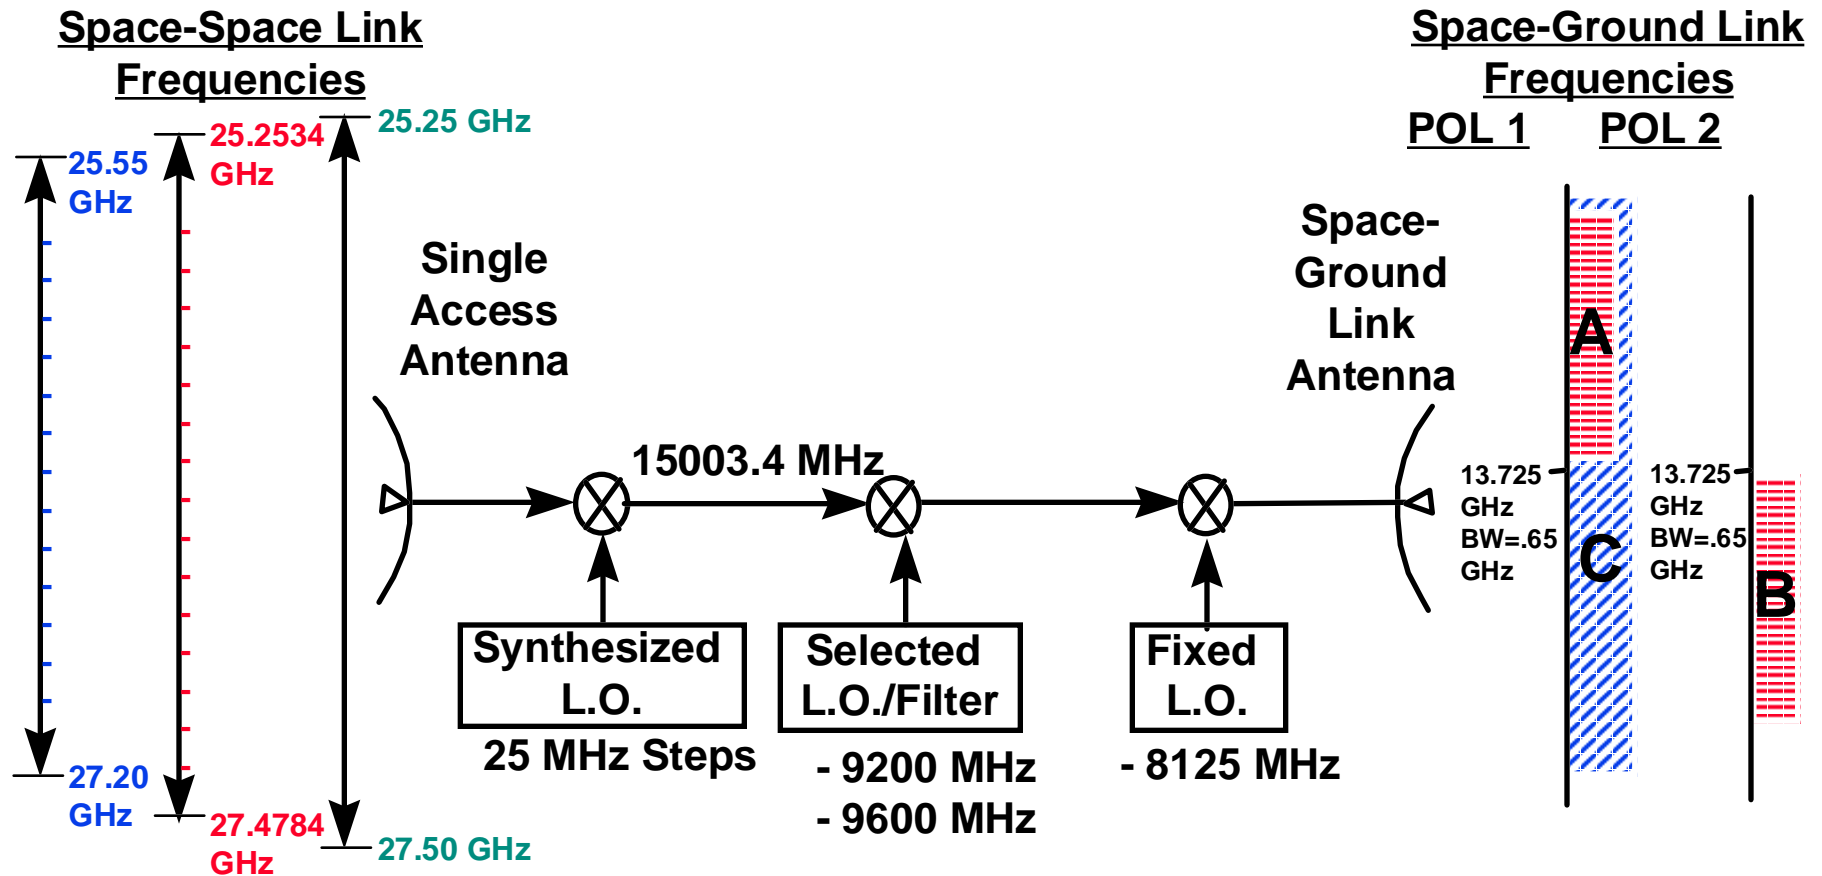 Space-Space Link
Frequencies
25.55
GHz
25.2534
GHz
25.25 GHz
27.20
GHz
27.4784
GHz
27.50 GHz
Single
Access
Antenna
15003.4 MHz
Synthesized
L.O.
25 MHz Steps
Selected
L.O./Filter
- 9200 MHz
- 9600 MHz
Fixed
L.O.
- 8125 MHz
Space-
Ground
Link
Antenna
Space-Ground Link
Frequencies
POL 1
POL 2
13.725
GHz
BW=.65
GHz
A
C
13.725
GHz
BW=.65
GHz
B